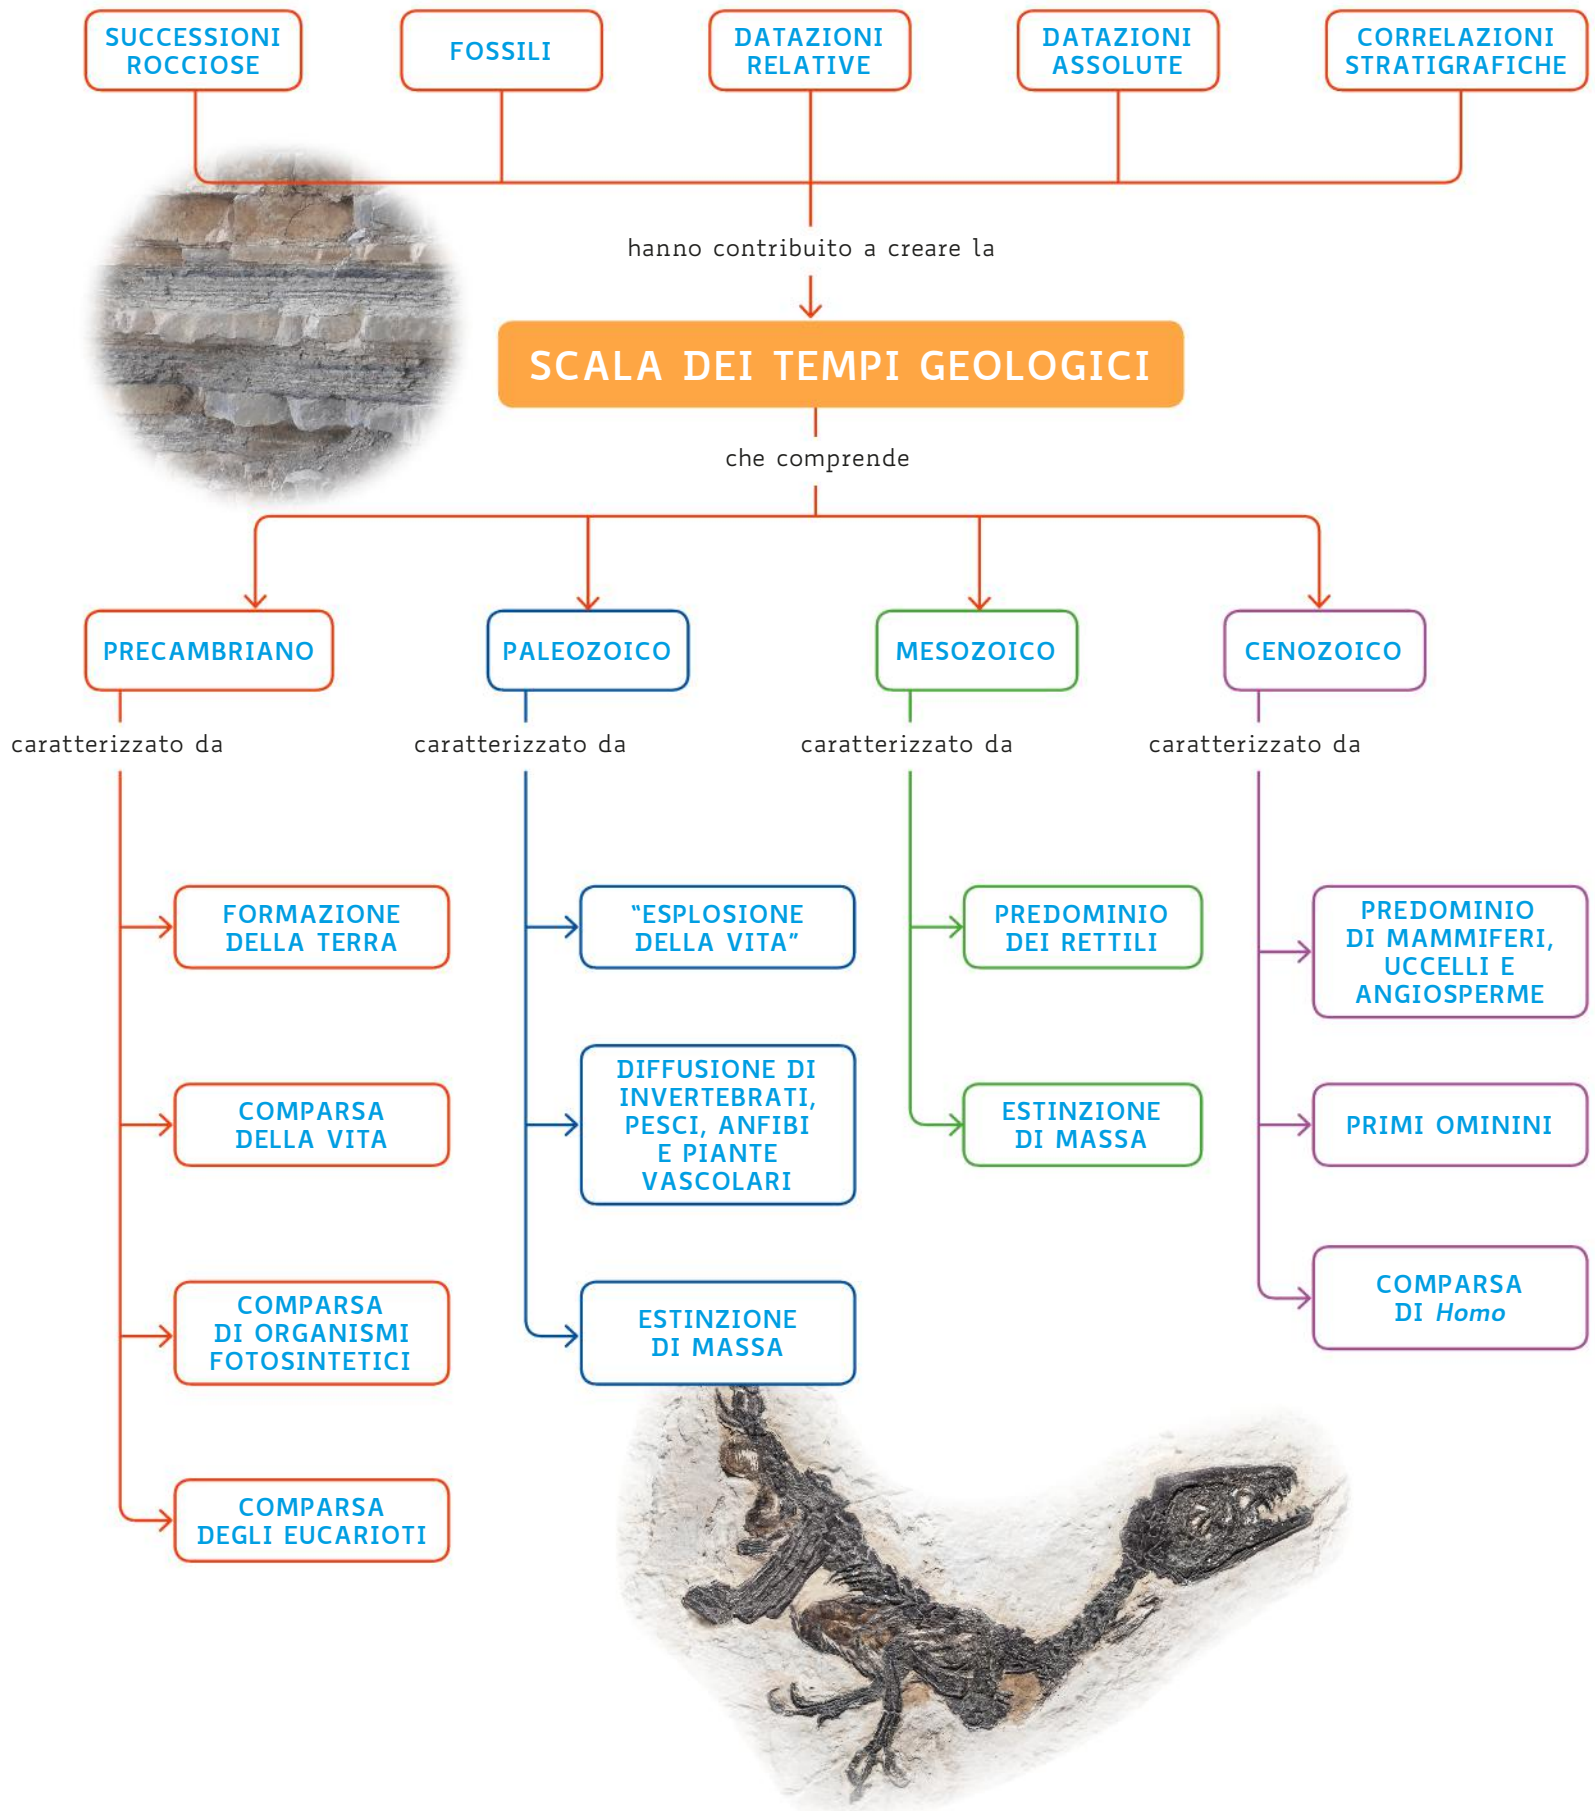 SUCCESSIONI
ROCCIOSE
FOSSILI
DATAZIONI
RELATIVE
DATAZIONI
ASSOLUTE
CORRELAZIONI
STRATIGRAFICHE
hanno contribuito a creare la
SCALA DEI TEMPI GEOLOGICI
che comprende
PRECAMBRIANO
PALEOZOICO
MESOZOICO
CENOZOICO
caratterizzato da
caratterizzato da
caratterizzato da
caratterizzato da
FORMAZIONE
DELLA TERRA
COMPARSA
DELLA VITA
COMPARSA
DI ORGANISMI
FOTOSINTETICI
COMPARSA
DEGLI EUCARIOTI
"ESPLOSIONE
DELLA VITA"
DIFFUSIONE DI
INVERTEBRATI,
PESCI, ANFIBI
E PIANTE
VASCOLARI
ESTINZIONE
DI MASSA
PREDOMINIO
DEI RETTILI
ESTINZIONE
DI MASSA
PREDOMINIO
DI MAMMIFERI,
UCCELLI E
ANGIOSPERME
PRIMI OMININI
COMPARSA
DI Homo